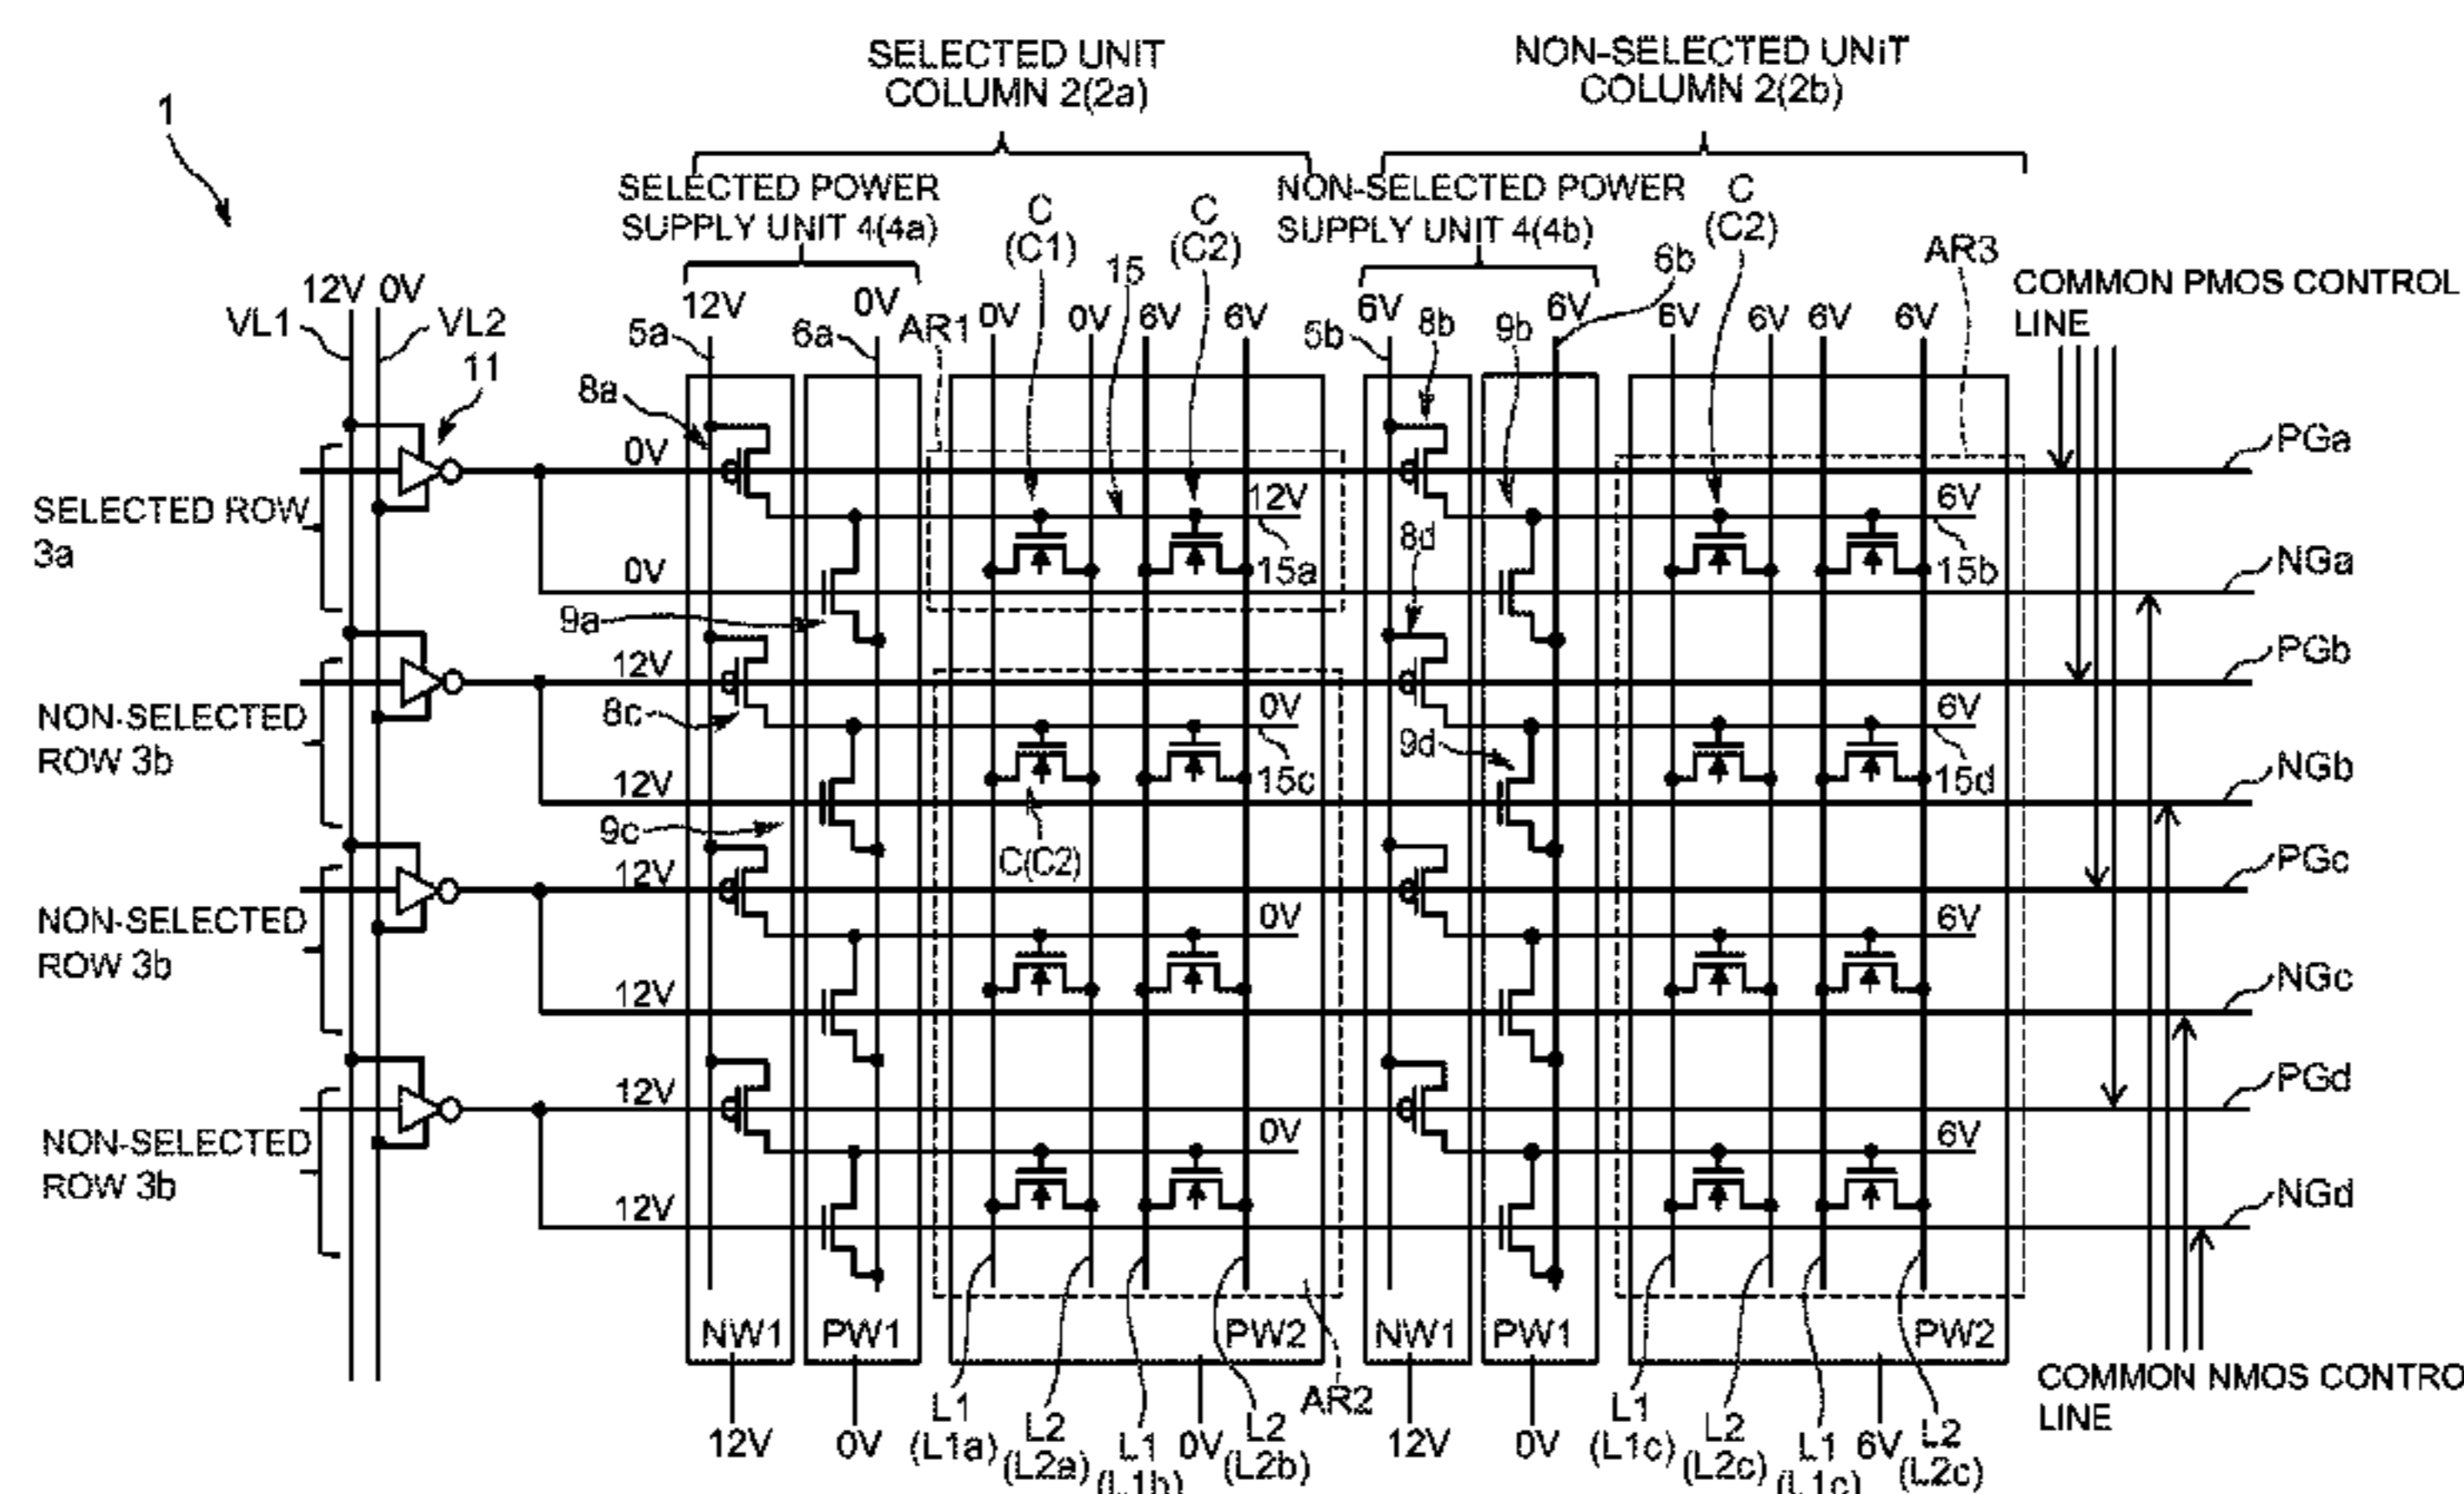 SELECTED UNIT
COLUMN 2(2a)
NON-SELECTED UNiT
COLUMN 2(2b)
1
SELECTED POWER
SUPPLY UNIT 4(4a)
C
(C1)
C
(C2)
NON-SELECTED POWER
SUPPLY UNIT 4(4b)
C
(C2)
15
6b
AR3
COMMON PMOS CONTROL
LINE
12V 0V
VL1
VL2
12V
0V
AR1
0V
0V
6V
6V
6V
6V
6V
6V
6V
6V
5a
6a
5b
8b
9b
11
8a
0V
PGa
SELECTED ROW
3a
12V
6V
8d
0V
15a
15b
NGa
9a
12V
PGb
NON-SELECTED
ROW 3b
8c
0V
6V
9d
12V
15c
15d
NGb
9c
C(C2)
12V
PGc
NON-SELECTED
ROW 3b
0V
6V
12V
NGc
12V
PGd
NON-SELECTED
ROW 3b
0V
6V
12V
NGd
NW1
PW1
PW2
NW1
PW1
PW2
AR2
COMMON NMOS CONTRO
LINE
12V
0V
L1
(L1a)
L2
(L2a)
L1
(L1b)
0V
L2
(L2b)
12V
0V
L1
(L1c)
L2
(L2c)
L1
(L1c)
6V
L2
(L2c)